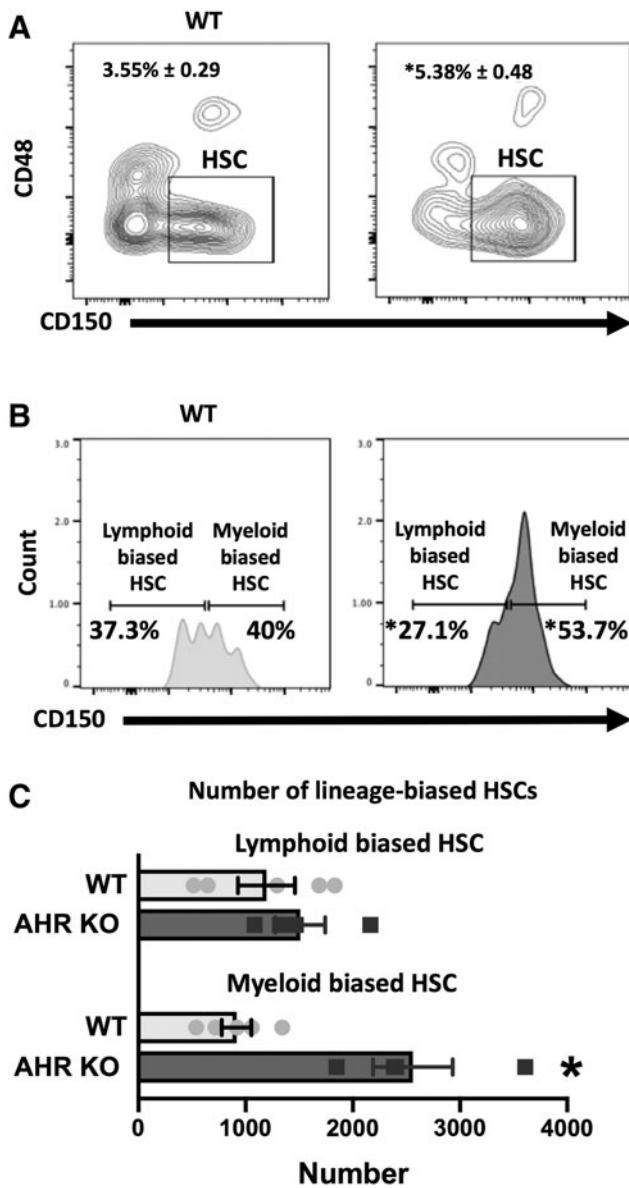 A
WT
3.55% ± 0.29
*5.38% ± 0.48
CD48
HSC
HSC
CD150
B
WT
3.0
3.0
2.0
2.0
1.00
1.00
0
0
Count
Lymphoid
biased
HSC
Myeloid
biased
HSC
37.3%
40%
Lymphoid
biased
HSC
Myeloid
biased
HSC
*27.1%
*53.7%
CD150
C
Number of lineage-biased HSCs
Lymphoid biased HSC
WT
AHR KO
Myeloid biased HSC
WT
AHR KO
*
0 1000 2000 3000 4000
Number